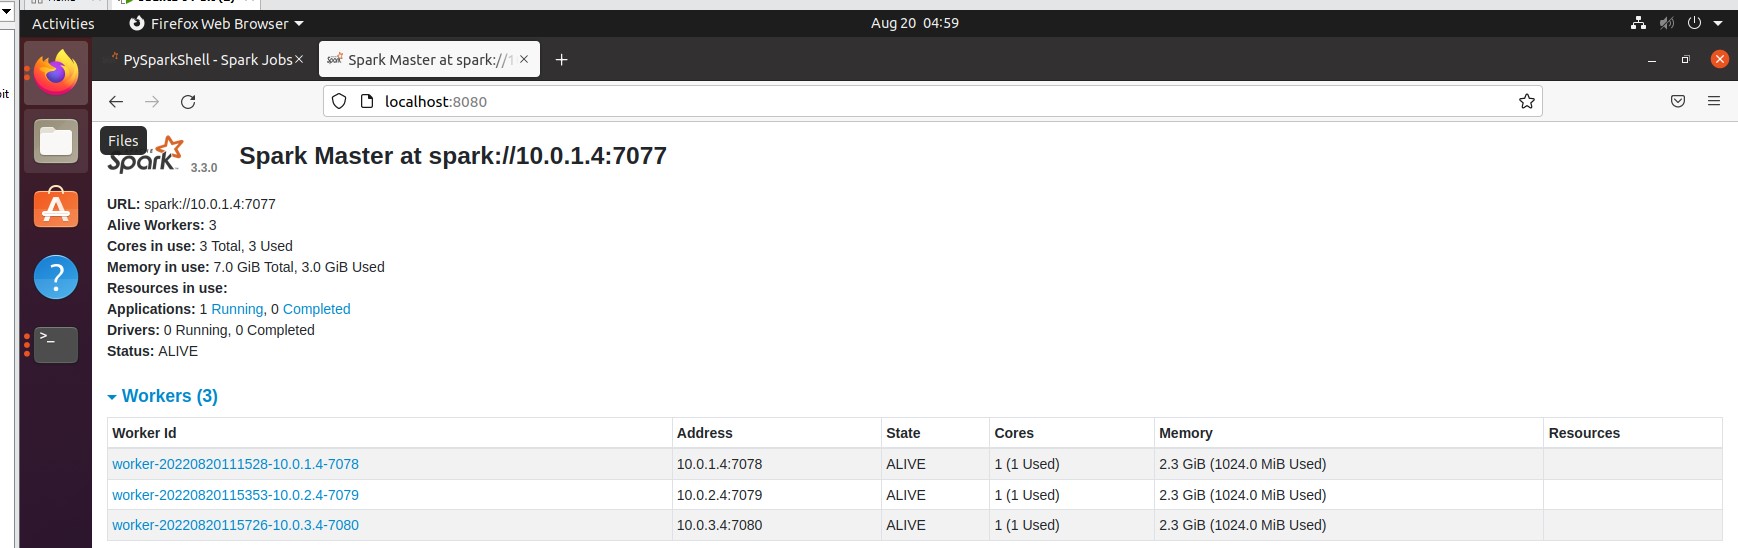 Activities Firefox Web Browser Aug 20 04:59
PySparkShell - Spark Jobs Spark Master at spark://1
localhost:8080
Files
Spark 3.3.0 Spark Master at spark://10.0.1.4:7077
URL: spark://10.0.1.4:7077
Alive Workers: 3
Cores in use: 3 Total, 3 Used
Memory in use: 7.0 GiB Total, 3.0 GiB Used
Resources in use:
Applications: 1 Running, 0 Completed
Drivers: 0 Running, 0 Completed
Status: ALIVE
Workers (3)
Worker Id Address State Cores Memory Resources
worker-20220820111528-10.0.1.4-7078 10.0.1.4:7078 ALIVE 1 (1 Used) 2.3 GiB (1024.0 MiB Used)
worker-20220820115353-10.0.2.4-7079 10.0.2.4:7079 ALIVE 1 (1 Used) 2.3 GiB (1024.0 MiB Used)
worker-20220820115726-10.0.3.4-7080 10.0.3.4:7080 ALIVE 1 (1 Used) 2.3 GiB (1024.0 MiB Used)